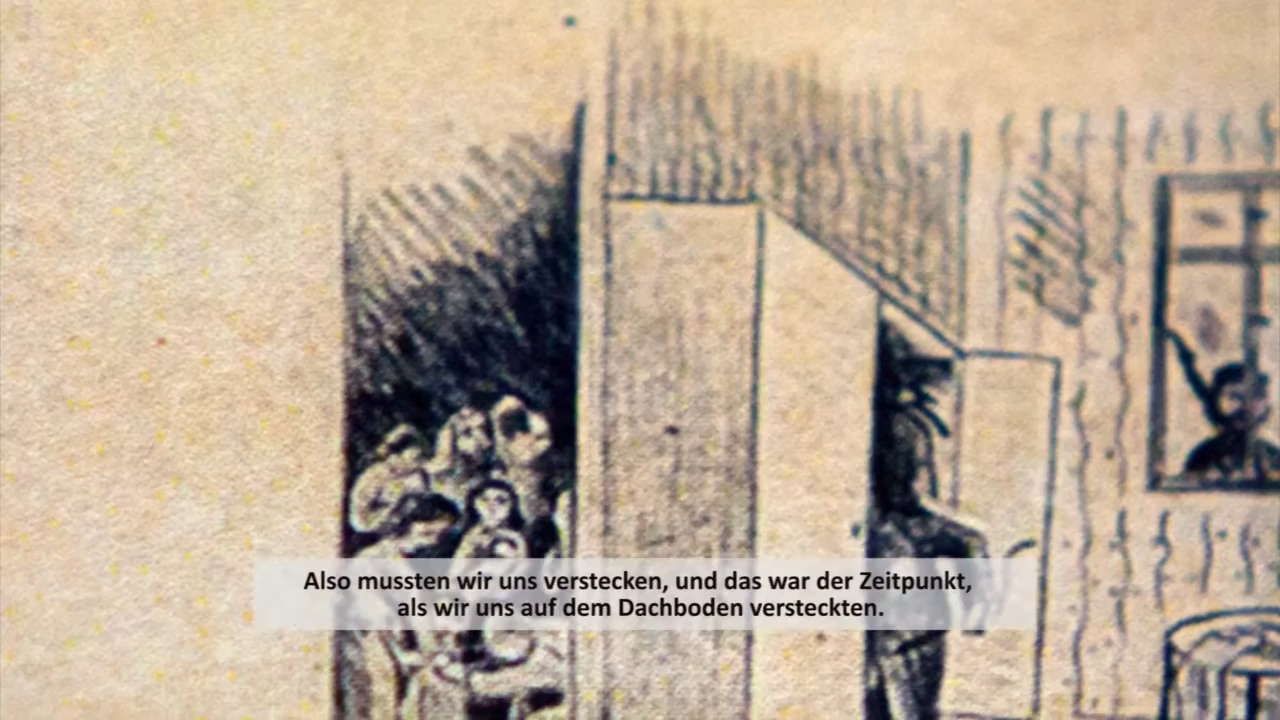 Also mussten wir uns verstecken, und das war der Zeitpunkt,
als wir uns auf dem Dachboden versteckten.